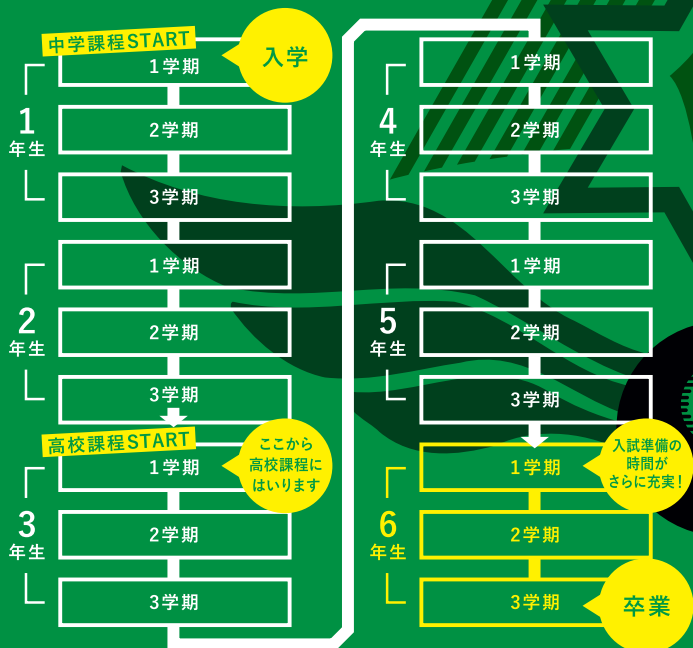 中学課程START
入学
1
年生
1学期
2学期
3学期
2
年生
1学期
2学期
3学期
高校課程START
ここから
高校課程に
はいります
3
年生
1学期
2学期
3学期
4
年生
1学期
2学期
3学期
5
年生
1学期
2学期
3学期
入試準備の
時間が
さらに充実!
6
年生
1学期
2学期
3学期
卒業